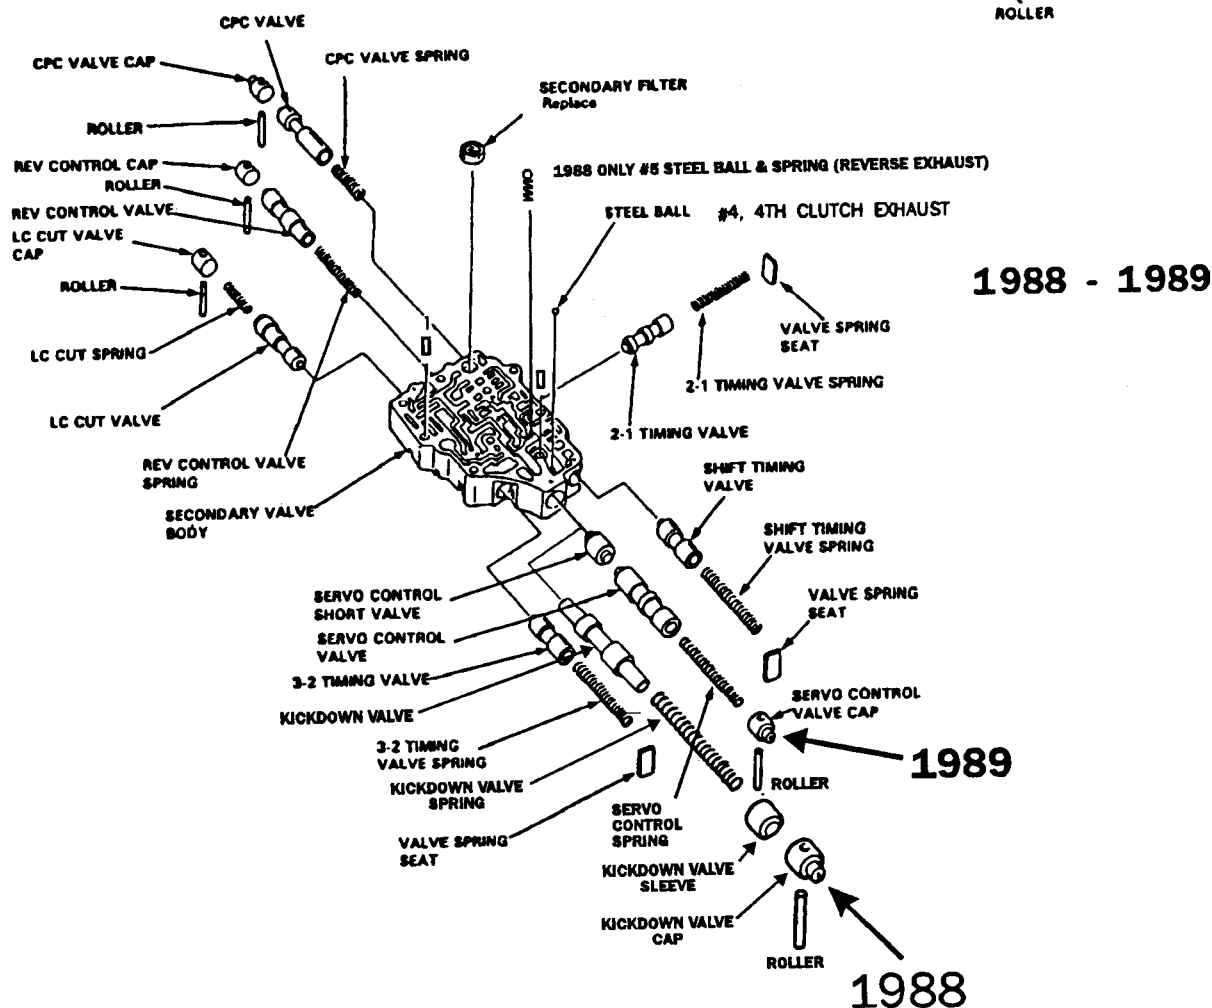 ROLLER
CPC VALVE
CPC VALVE CAP
CPC VALVE SPRING
SECONDARY FILTER
Replace
ROLLER
REV CONTROL CAP
1988 ONLY #5 STEEL BALL & SPRING (REVERSE EXHAUST)
ROLLER
REV CONTROL VALVE
STEEL BALL #4, 4TH CLUTCH EXHAUST
LC CUT VALVE
CAP
1988 - 1989
ROLLER
VALVE SPRING
SEAT
LC CUT SPRING
2-1 TIMING VALVE SPRING
LC CUT VALVE
2-1 TIMING VALVE
REV CONTROL VALVE
SPRING
SHIFT TIMING
VALVE
SECONDARY VALVE
BODY
SHIFT TIMING
VALVE SPRING
SERVO CONTROL
SHORT VALVE
VALVE SPRING
SEAT
SERVO CONTROL
VALVE
3-2 TIMING VALVE
SERVO CONTROL
VALVE CAP
KICKDOWN VALVE
3-2 TIMING
VALVE SPRING
1989
KICKDOWN VALVE
SPRING
ROLLER
SERVO
CONTROL
SPRING
VALVE SPRING
SEAT
KICKDOWN VALVE
SLEEVE
KICKDOWN VALVE
CAP
ROLLER
1988